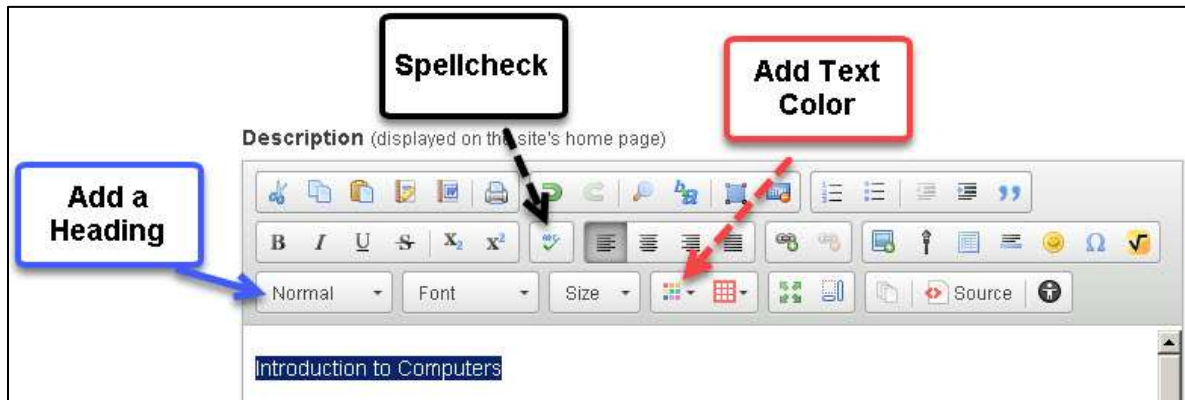 Spellcheck
Add Text
Color
Description (displayed on the site's home page)
Add a
Heading
B I U S X₂ x²
Normal Font Size Source
Introduction to Computers